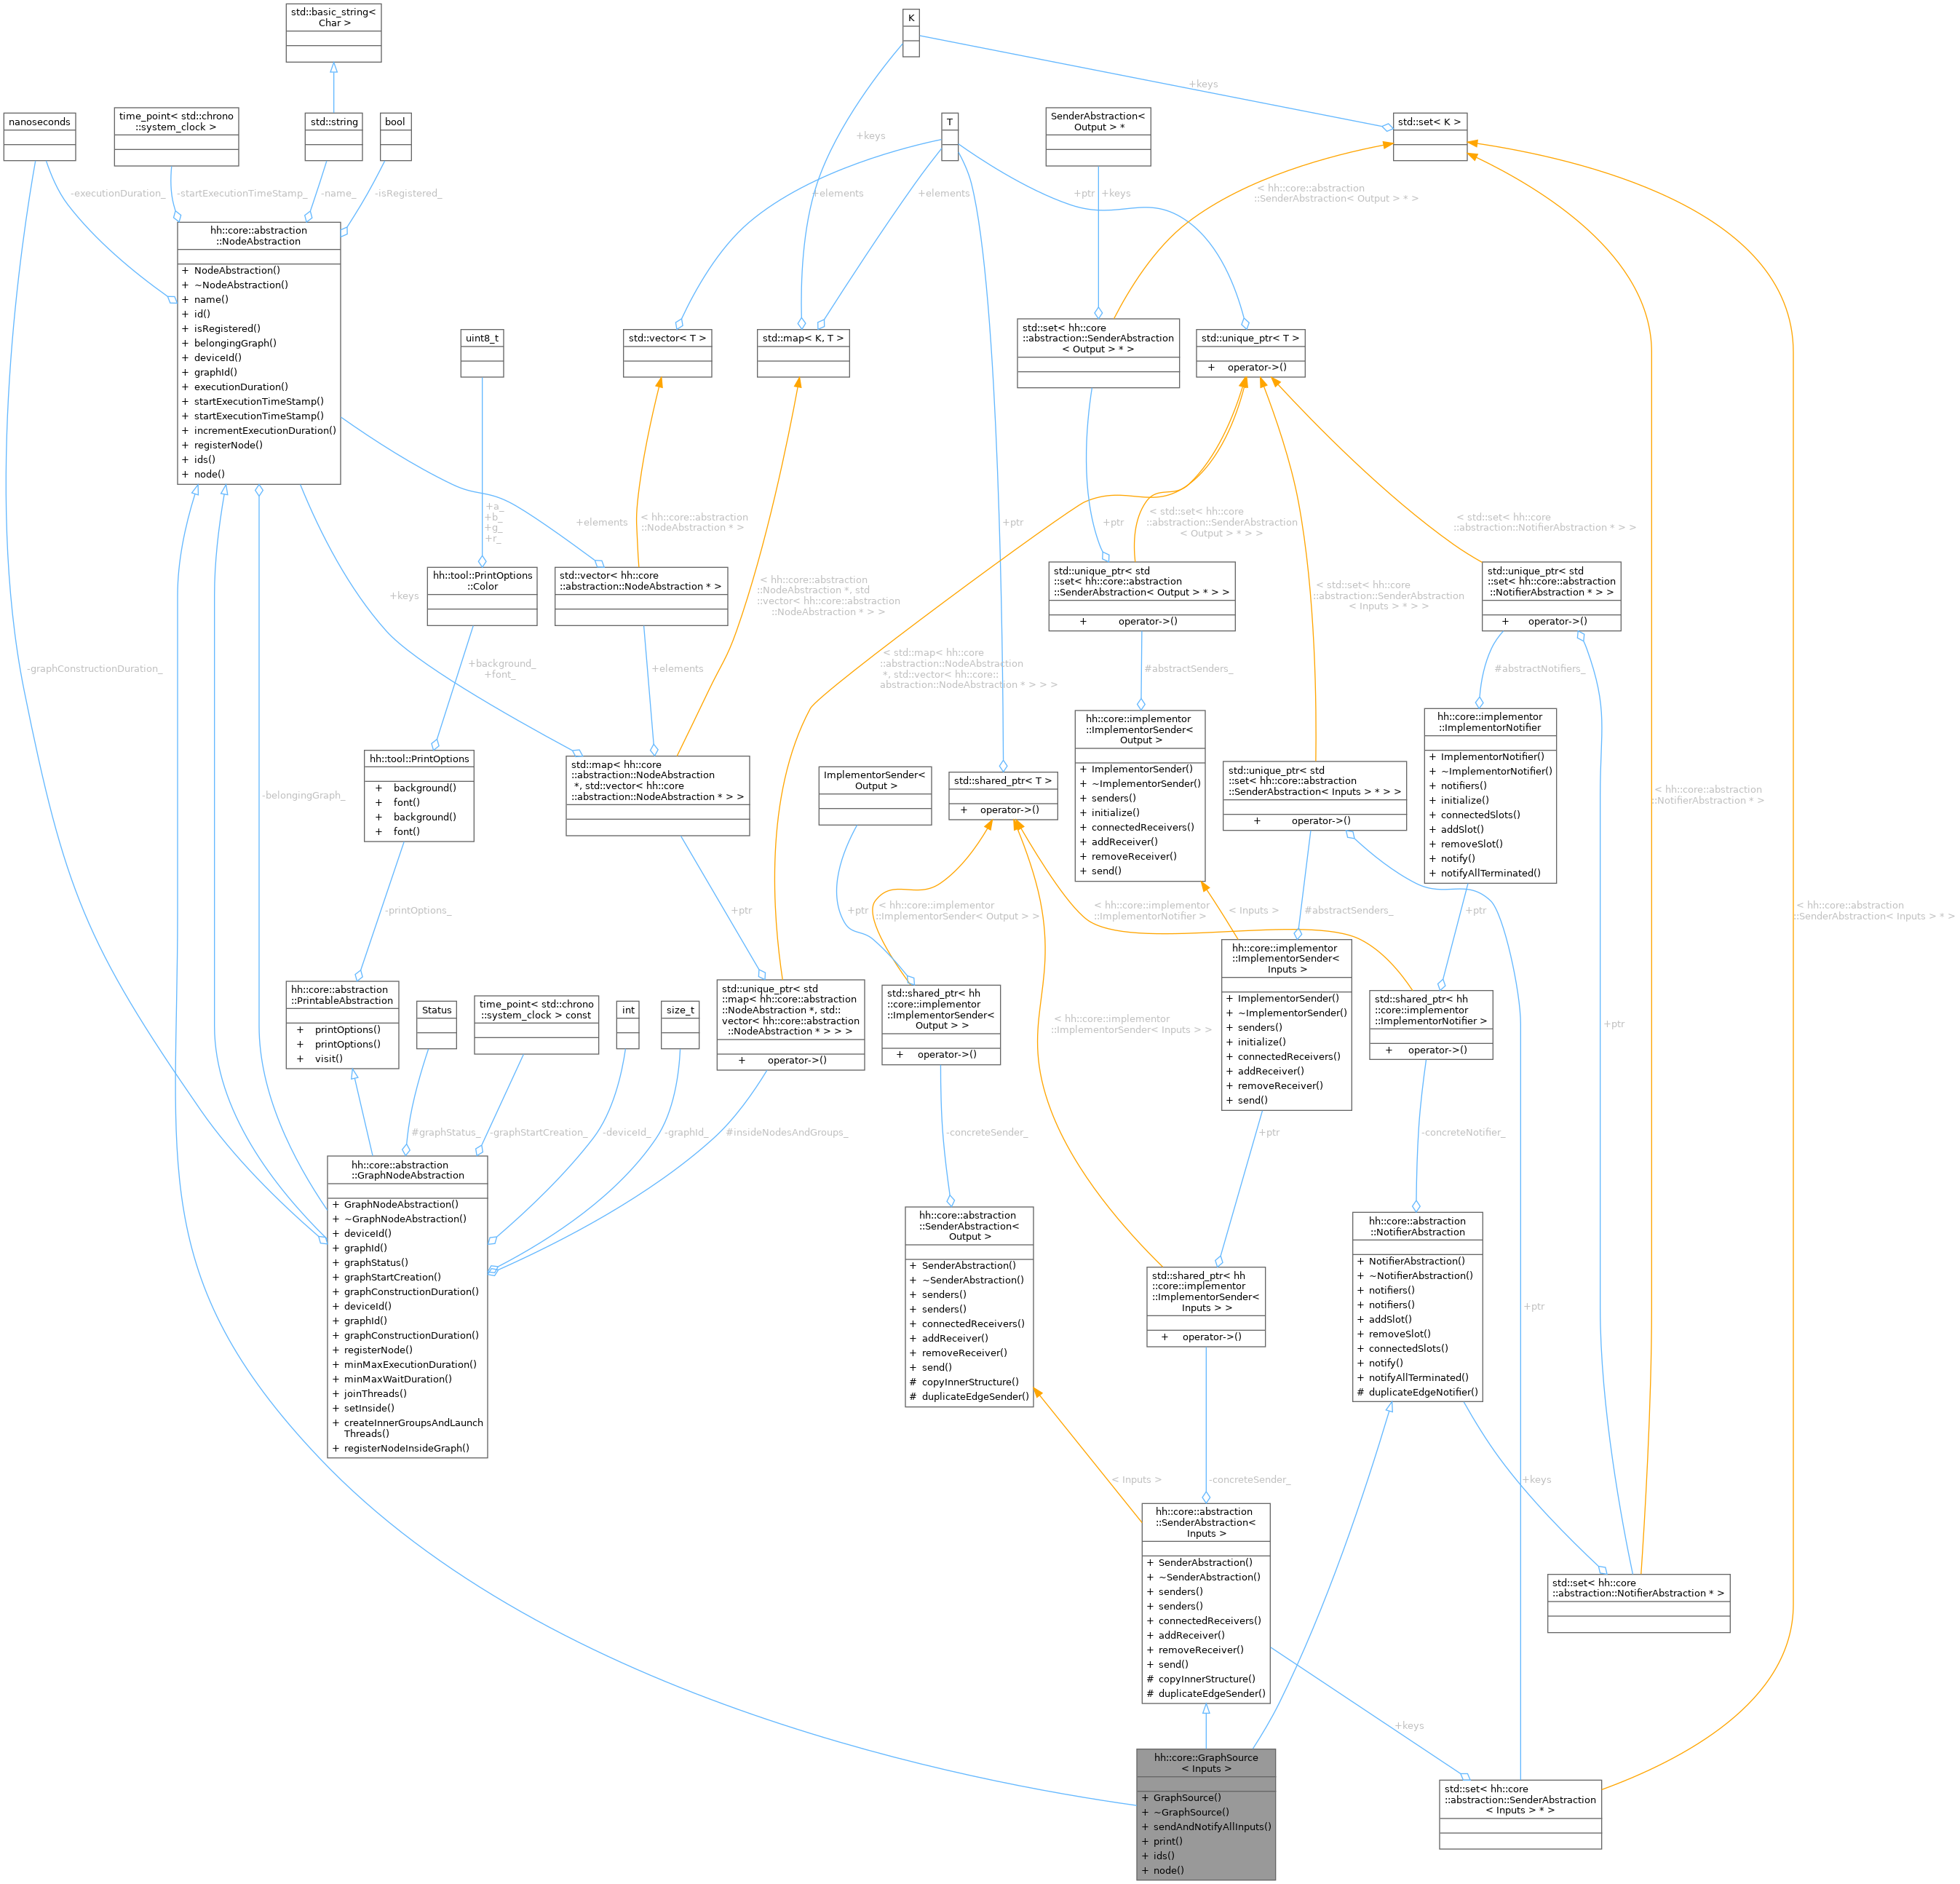 std::basic_string<
Char >
K
+keys
nanoseconds
time_point< std::chrono
::system_clock >
std::string
bool
T
SenderAbstraction<
Output > *
std::set< K >
+keys
-executionDuration_
-startExecutionTimeStamp_
-name_
-isRegistered_
+elements
+elements
+ptr
+keys
< hh::core::abstraction
::SenderAbstraction< Output > * >
hh::core::abstraction
::NodeAbstraction
+ NodeAbstraction()
+ ~NodeAbstraction()
+ name()
+ id()
+ isRegistered()
+ belongingGraph()
+ deviceId()
+ graphId()
+ executionDuration()
+ startExecutionTimeStamp()
+ startExecutionTimeStamp()
+ incrementExecutionDuration()
+ registerNode()
+ ids()
+ node()
uint8_t
std::vector< T >
std::map< K, T >
std::set< hh::core
::abstraction::SenderAbstraction
< Output > * >
std::unique_ptr< T >
+ operator->()
+a_
+b_
+g_
+r_
+elements
< hh::core::abstraction
::NodeAbstraction * >
+ptr
+ptr
< std::set< hh::core
::abstraction::SenderAbstraction
< Output > * > >
< std::set< hh::core
::abstraction::NotifierAbstraction * > >
+keys
hh::tool::PrintOptions
::Color
std::vector< hh::core
::abstraction::NodeAbstraction * >
< hh::core::abstraction
::NodeAbstraction *, std
::vector< hh::core::abstraction
::NodeAbstraction * > >
std::unique_ptr< std
::set< hh::core::abstraction
::SenderAbstraction< Output > * > >
+ operator->()
< std::set< hh::core
::abstraction::SenderAbstraction
< Inputs > * > >
std::unique_ptr< std
::set< hh::core::abstraction
::NotifierAbstraction * > >
+ operator->()
-graphConstructionDuration_
+background_
+font_
+elements
< std::map< hh::core
::abstraction::NodeAbstraction
*, std::vector< hh::core::
abstraction::NodeAbstraction * > > >
#abstractSenders_
#abstractNotifiers_
-belongingGraph_
hh::tool::PrintOptions
+ background()
+ font()
+ background()
+ font()
std::map< hh::core
::abstraction::NodeAbstraction
*, std::vector< hh::core
::abstraction::NodeAbstraction * > >
ImplementorSender<
Output >
std::shared_ptr< T >
+ operator->()
hh::core::implementor
::ImplementorSender<
Output >
+ ImplementorSender()
+ ~ImplementorSender()
+ senders()
+ initialize()
+ connectedReceivers()
+ addReceiver()
+ removeReceiver()
+ send()
std::unique_ptr< std
::set< hh::core::abstraction
::SenderAbstraction< Inputs > * > >
+ operator->()
hh::core::implementor
::ImplementorNotifier
+ ImplementorNotifier()
+ ~ImplementorNotifier()
+ notifiers()
+ initialize()
+ connectedSlots()
+ addSlot()
+ removeSlot()
+ notify()
+ notifyAllTerminated()
< hh::core::abstraction
::NotifierAbstraction * >
-printOptions_
+ptr
+ptr
< hh::core::implementor
::ImplementorSender< Output > >
< hh::core::implementor
::ImplementorNotifier >
< Inputs >
#abstractSenders_
+ptr
< hh::core::abstraction
::SenderAbstraction< Inputs > * >
hh::core::abstraction
::PrintableAbstraction
+ printOptions()
+ printOptions()
+ visit()
Status
time_point< std::chrono
::system_clock > const
int
size_t
std::unique_ptr< std
::map< hh::core::abstraction
::NodeAbstraction *, std::
vector< hh::core::abstraction
::NodeAbstraction * > > >
+ operator->()
std::shared_ptr< hh
::core::implementor
::ImplementorSender<
Output > >
+ operator->()
< hh::core::implementor
::ImplementorSender< Inputs > >
hh::core::implementor
::ImplementorSender<
Inputs >
+ ImplementorSender()
+ ~ImplementorSender()
+ senders()
+ initialize()
+ connectedReceivers()
+ addReceiver()
+ removeReceiver()
+ send()
std::shared_ptr< hh
::core::implementor
::ImplementorNotifier >
+ operator->()
+ptr
#graphStatus_
-graphStartCreation_
-deviceId_
-graphId_
#insideNodesAndGroups_
-concreteSender_
+ptr
-concreteNotifier_
hh::core::abstraction
::GraphNodeAbstraction
+ GraphNodeAbstraction()
+ ~GraphNodeAbstraction()
+ deviceId()
+ graphId()
+ graphStatus()
+ graphStartCreation()
+ graphConstructionDuration()
+ deviceId()
+ graphId()
+ graphConstructionDuration()
+ registerNode()
+ minMaxExecutionDuration()
+ minMaxWaitDuration()
+ joinThreads()
+ setInside()
+ createInnerGroupsAndLaunch
Threads()
+ registerNodeInsideGraph()
hh::core::abstraction
::SenderAbstraction<
Output >
+ SenderAbstraction()
+ ~SenderAbstraction()
+ senders()
+ senders()
+ connectedReceivers()
+ addReceiver()
+ removeReceiver()
+ send()
# copyInnerStructure()
# duplicateEdgeSender()
std::shared_ptr< hh
::core::implementor
::ImplementorSender<
Inputs > >
+ operator->()
hh::core::abstraction
::NotifierAbstraction
+ NotifierAbstraction()
+ ~NotifierAbstraction()
+ notifiers()
+ notifiers()
+ addSlot()
+ removeSlot()
+ connectedSlots()
+ notify()
+ notifyAllTerminated()
# duplicateEdgeNotifier()
+ptr
< Inputs >
-concreteSender_
+keys
hh::core::abstraction
::SenderAbstraction<
Inputs >
+ SenderAbstraction()
+ ~SenderAbstraction()
+ senders()
+ senders()
+ connectedReceivers()
+ addReceiver()
+ removeReceiver()
+ send()
# copyInnerStructure()
# duplicateEdgeSender()
std::set< hh::core
::abstraction::NotifierAbstraction * >
+keys
hh::core::GraphSource
< Inputs >
+ GraphSource()
+ ~GraphSource()
+ sendAndNotifyAllInputs()
+ print()
+ ids()
+ node()
std::set< hh::core
::abstraction::SenderAbstraction
< Inputs > * >